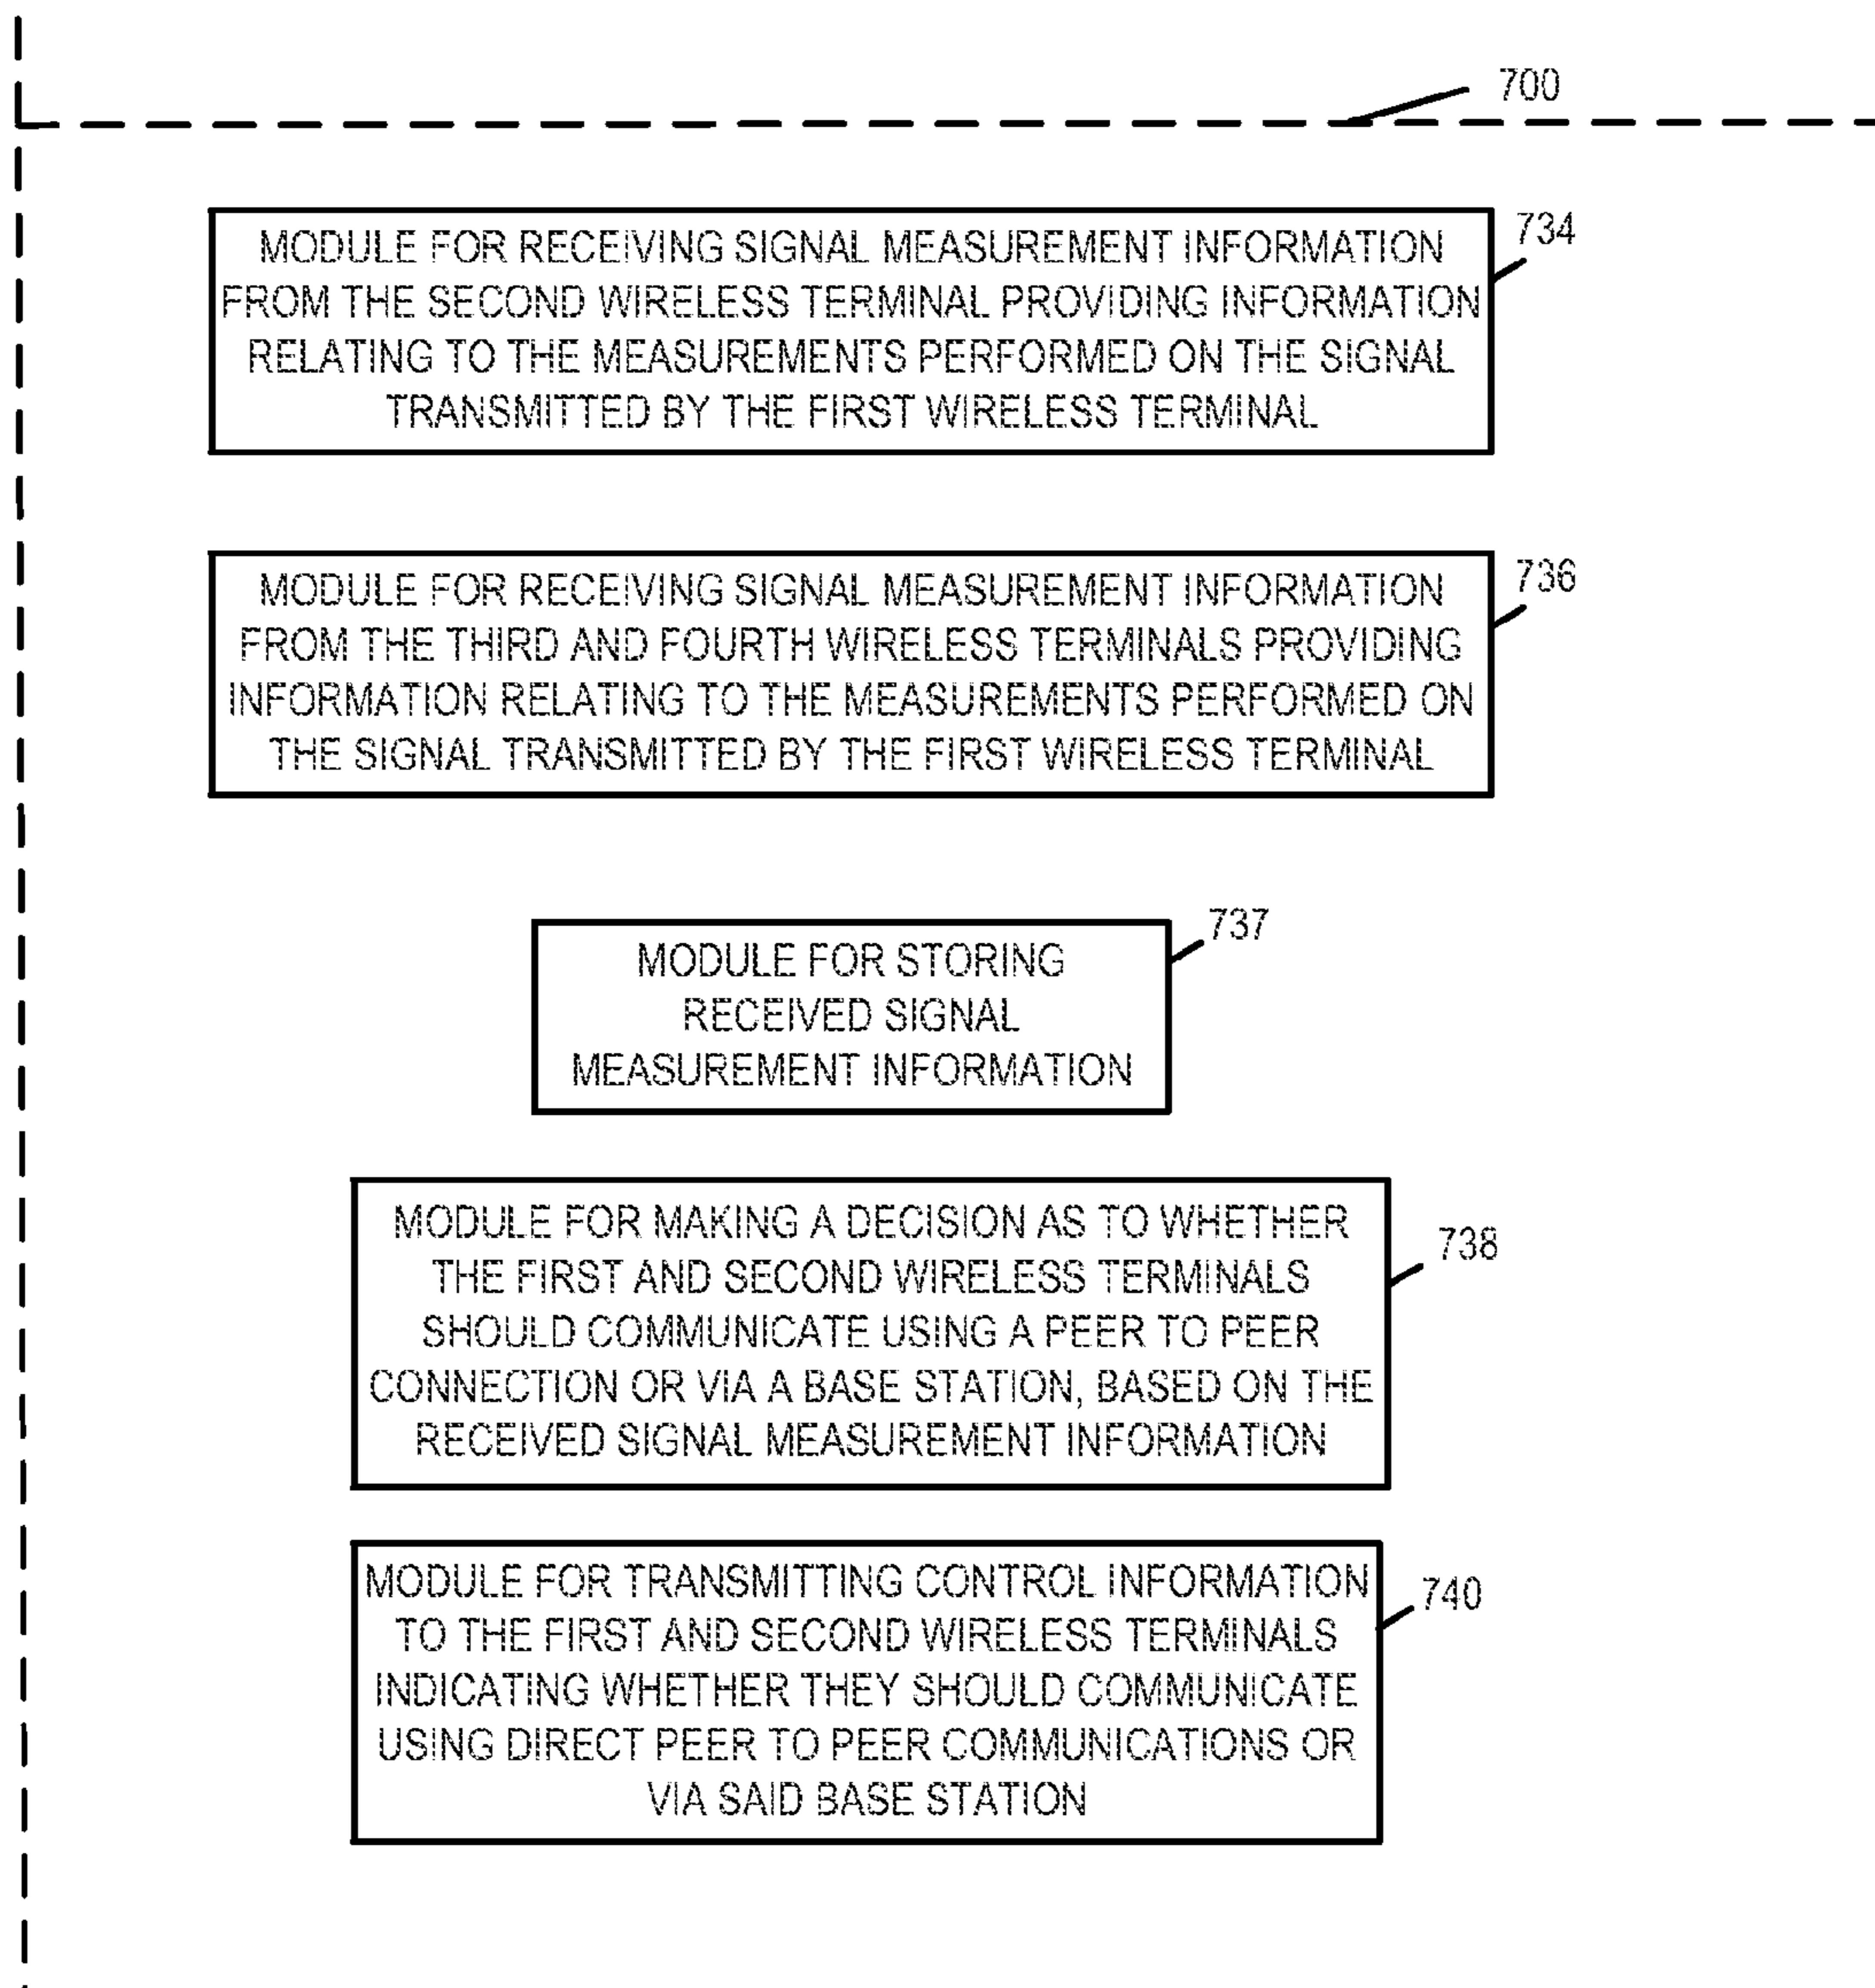 700
734
MODULE FOR RECEIVING SIGNAL MEASUREMENT INFORMATION
FROM THE SECOND WIRELESS TERMINAL PROVIDING INFORMATION
RELATING TO THE MEASUREMENTS PERFORMED ON THE SIGNAL
TRANSMITTED BY THE FIRST WIRELESS TERMINAL
736
MODULE FOR RECEIVING SIGNAL MEASUREMENT INFORMATION
FROM THE THIRD AND FOURTH WIRELESS TERMINALS PROVIDING
INFORMATION RELATING TO THE MEASUREMENTS PERFORMED ON
THE SIGNAL TRANSMITTED BY THE FIRST WIRELESS TERMINAL
737
MODULE FOR STORING
RECEIVED SIGNAL
MEASUREMENT INFORMATION
738
MODULE FOR MAKING A DECISION AS TO WHETHER
THE FIRST AND SECOND WIRELESS TERMINALS
SHOULD COMMUNICATE USING A PEER TO PEER
CONNECTION OR VIA A BASE STATION, BASED ON THE
RECEIVED SIGNAL MEASUREMENT INFORMATION
740
MODULE FOR TRANSMITTING CONTROL INFORMATION
TO THE FIRST AND SECOND WIRELESS TERMINALS
INDICATING WHETHER THEY SHOULD COMMUNICATE
USING DIRECT PEER TO PEER COMMUNICATIONS OR
VIA SAID BASE STATION